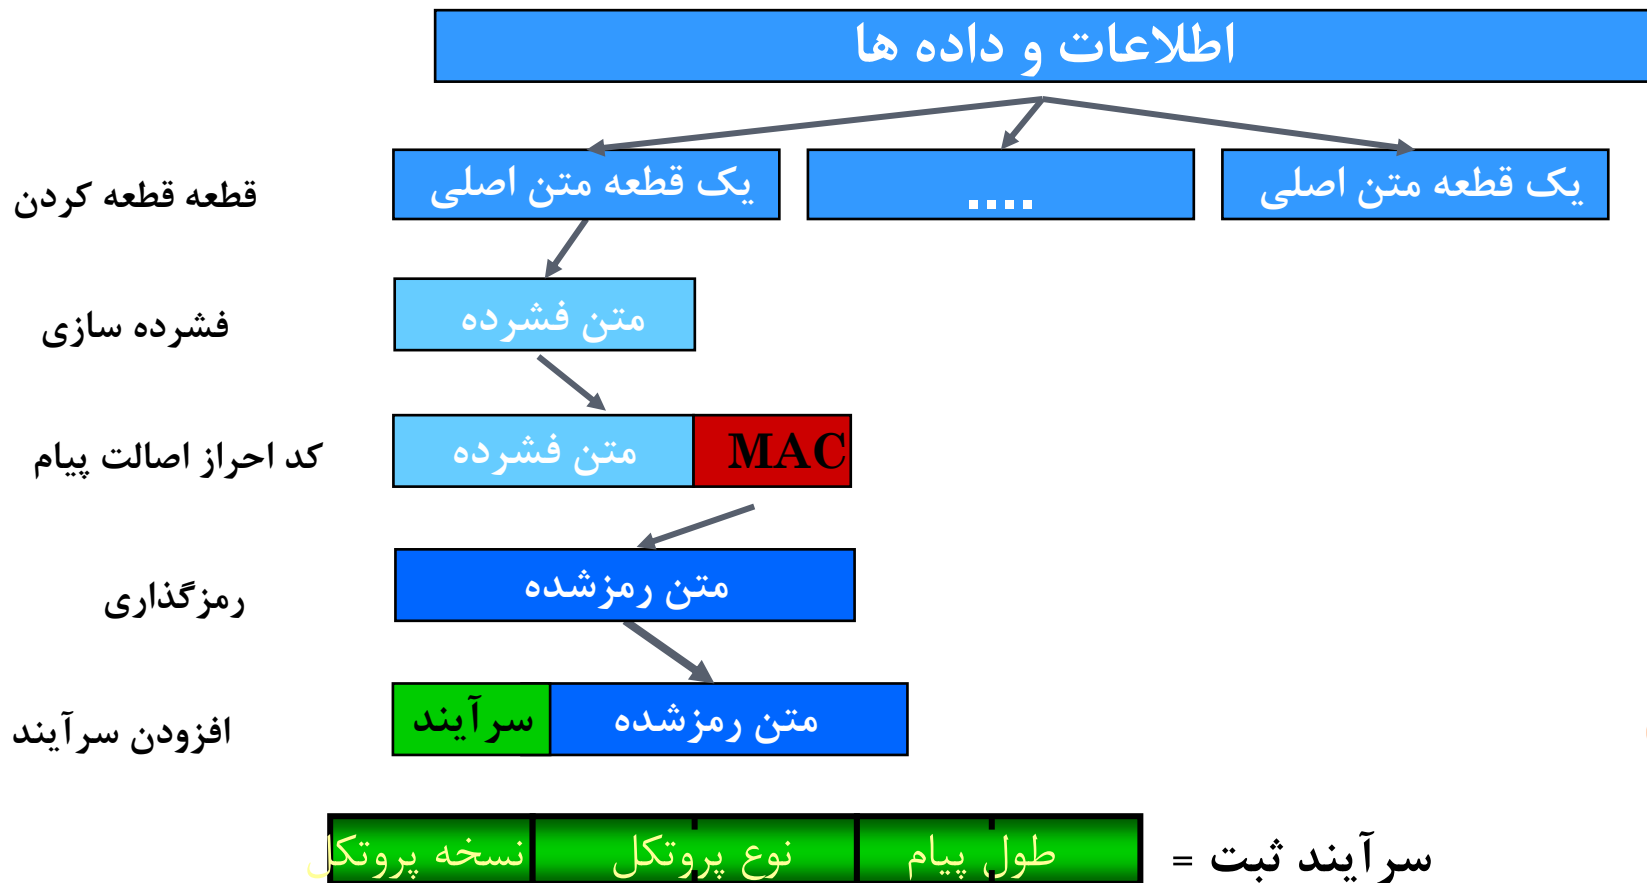 اطلاعات و داده ها
قطعه قطعه کردن
یک قطعه متن اصلی
....
یک قطعه متن اصلی
فشرده سازی
متن فشرده
کد احراز اصالت پیام
متن فشرده
MAC
رمزگذاری
متن رمزشده
افزودن سرآیند
سرآیند
متن رمزشده
سرآیند ثبت =
طول پیام
نوع پروتکل
نسخه پروتکل